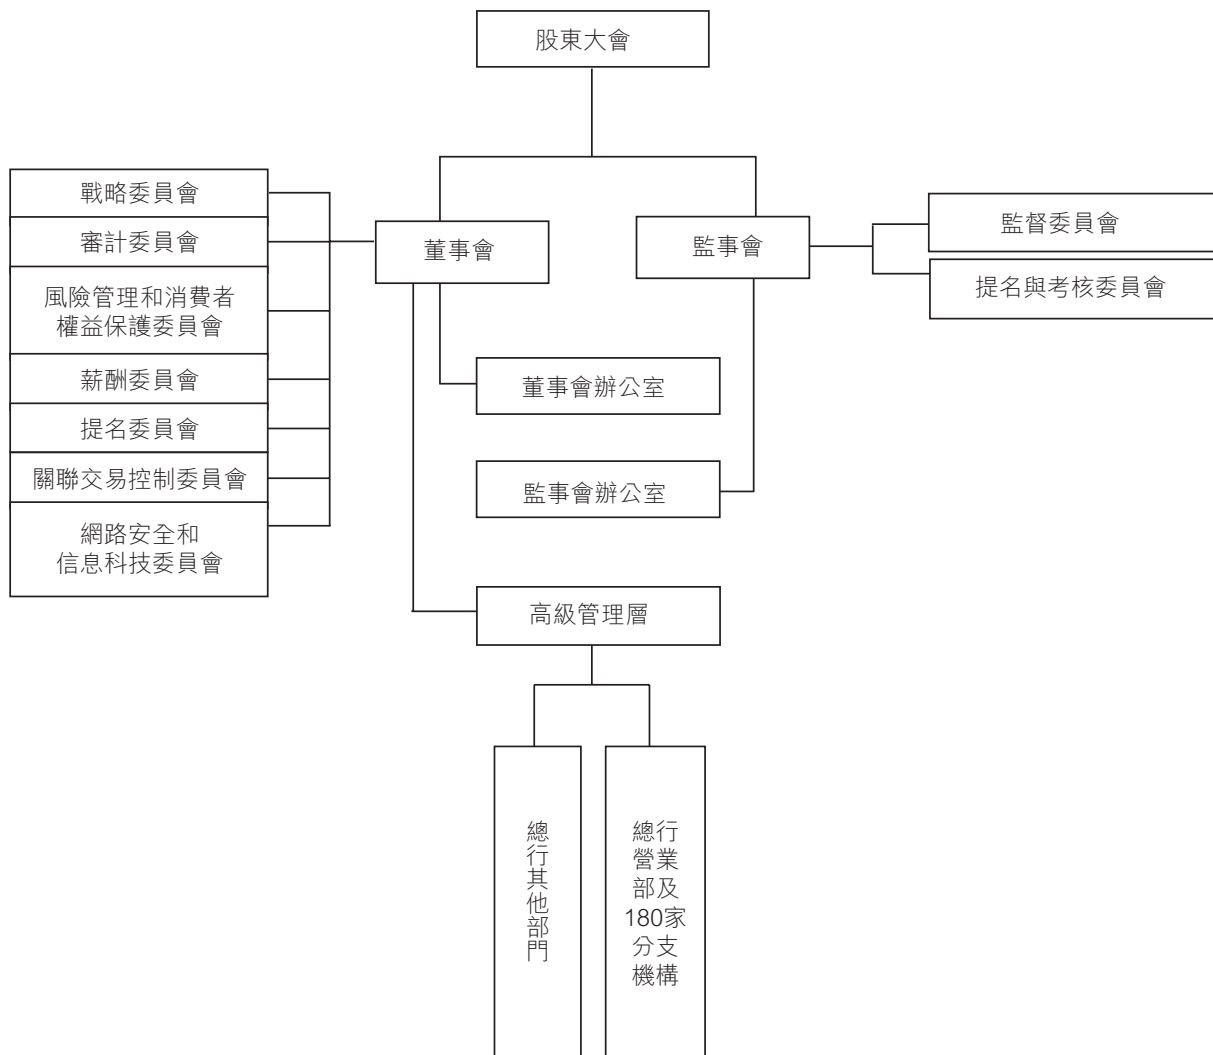 股東大會
戰略委員會
審計委員會
風險管理和消費者
權益保護委員會
薪酬委員會
提名委員會
關聯交易控制委員會
網路安全和
信息科技委員會
董事會
監事會
監督委員會
提名與考核委員會
董事會辦公室
監事會辦公室
高級管理層
總行其他部門
總行
營業
部及
180家
分支
機構